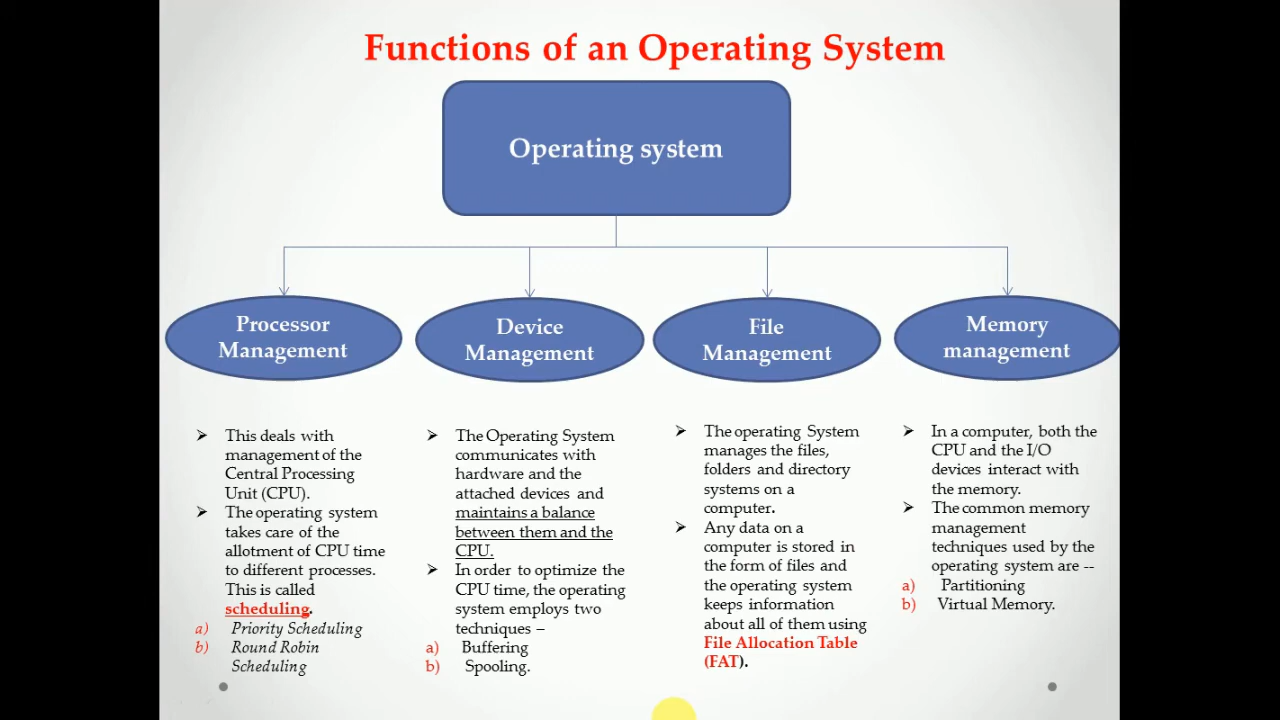 Functions of an Operating System
Operating system
Processor
Management
Device
Management
File
Management
Memory
management
➢ This deals with
management of the
Central Processing
Unit (CPU).
➢ The operating system
takes care of the
allotment of CPU time
to different processes.
This is called
scheduling.
a) Priority Scheduling
b) Round Robin
Scheduling
➢ The Operating System
communicates with
hardware and the
attached devices and
maintains a balance
between them and the
CPU.
➢ In order to optimize the
CPU time, the operating
system employs two
techniques –
a) Buffering
b) Spooling.
➢ The operating System
manages the files,
folders and directory
systems on a
computer.
➢ Any data on a
computer is stored in
the form of files and
the operating system
keeps information
about all of them using
File Allocation Table
(FAT).
➢ In a computer, both the
CPU and the I/O
devices interact with
the memory.
➢ The common memory
management
techniques used by the
operating system are --
a) Partitioning
b) Virtual Memory.